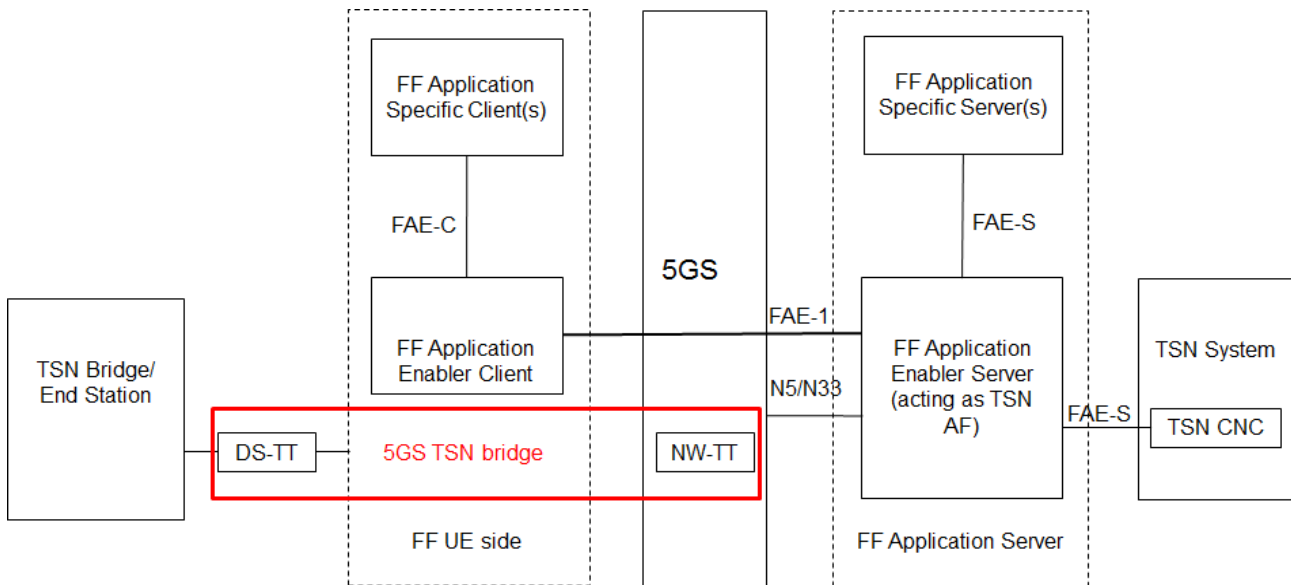 FF Application
Specific Client(s)
FF Application
Specific Server(s)
FAE-C
FAE-S
5GS
FAE-1
TSN Bridge/
End Station
FF Application
Enabler Client
FF Application
Enabler Server
(acting as TSN
AF)
TSN System
N5/N33
FAE-S
TSN CNC
DS-TT
5GS TSN bridge
NW-TT
FF UE side
FF Application Server